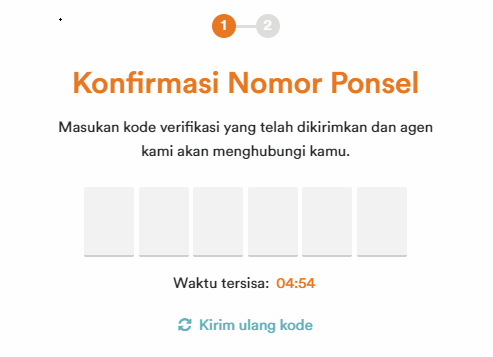 1 2
Konfirmasi Nomor Ponsel
Masukan kode verifikasi yang telah dikirimkan dan agen
kami akan menghubungi kamu.
Waktu tersisa: 04:54
Kirim ulang kode